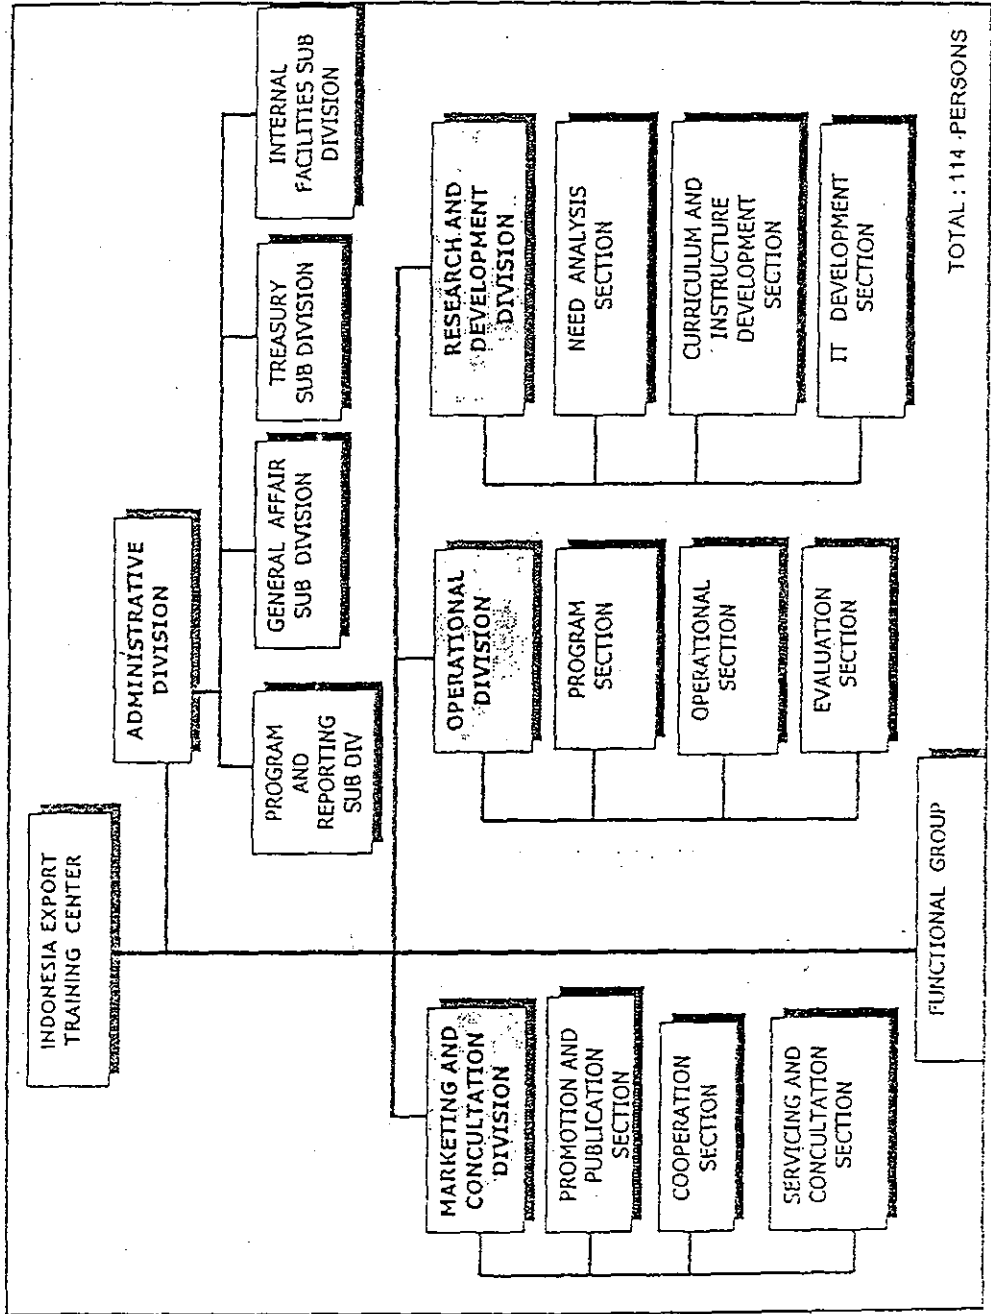 INDONESIA EXPORT
TRAINING CENTER
ADMINISTRATIVE
DIVISION
PROGRAM
AND
REPORTING
SUB DIV
GENERAL AFFAIR
SUB DIVISION
TREASURY
SUB DIVISION
INTERNAL
FACILITIES SUB
DIVISION
MARKETING AND
CONCULTATION
DIVISION
PROMOTION AND
PUBLICATION
SECTION
COOPERATION
SECTION
SERVICING AND
CONCULTATION
SECTION
OPERATIONAL
DIVISION
PROGRAM
SECTION
OPERATIONAL
SECTION
EVALUATION
SECTION
RESEARCH AND
DEVELOPMENT
DIVISION
NEED ANALYSIS
SECTION
CURRICULUM AND
INSTRUCTURE
DEVELOPMENT
SECTION
IT DEVELOPMENT
SECTION
FUNCTIONAL GROUP
TOTAL : 114 PERSONS